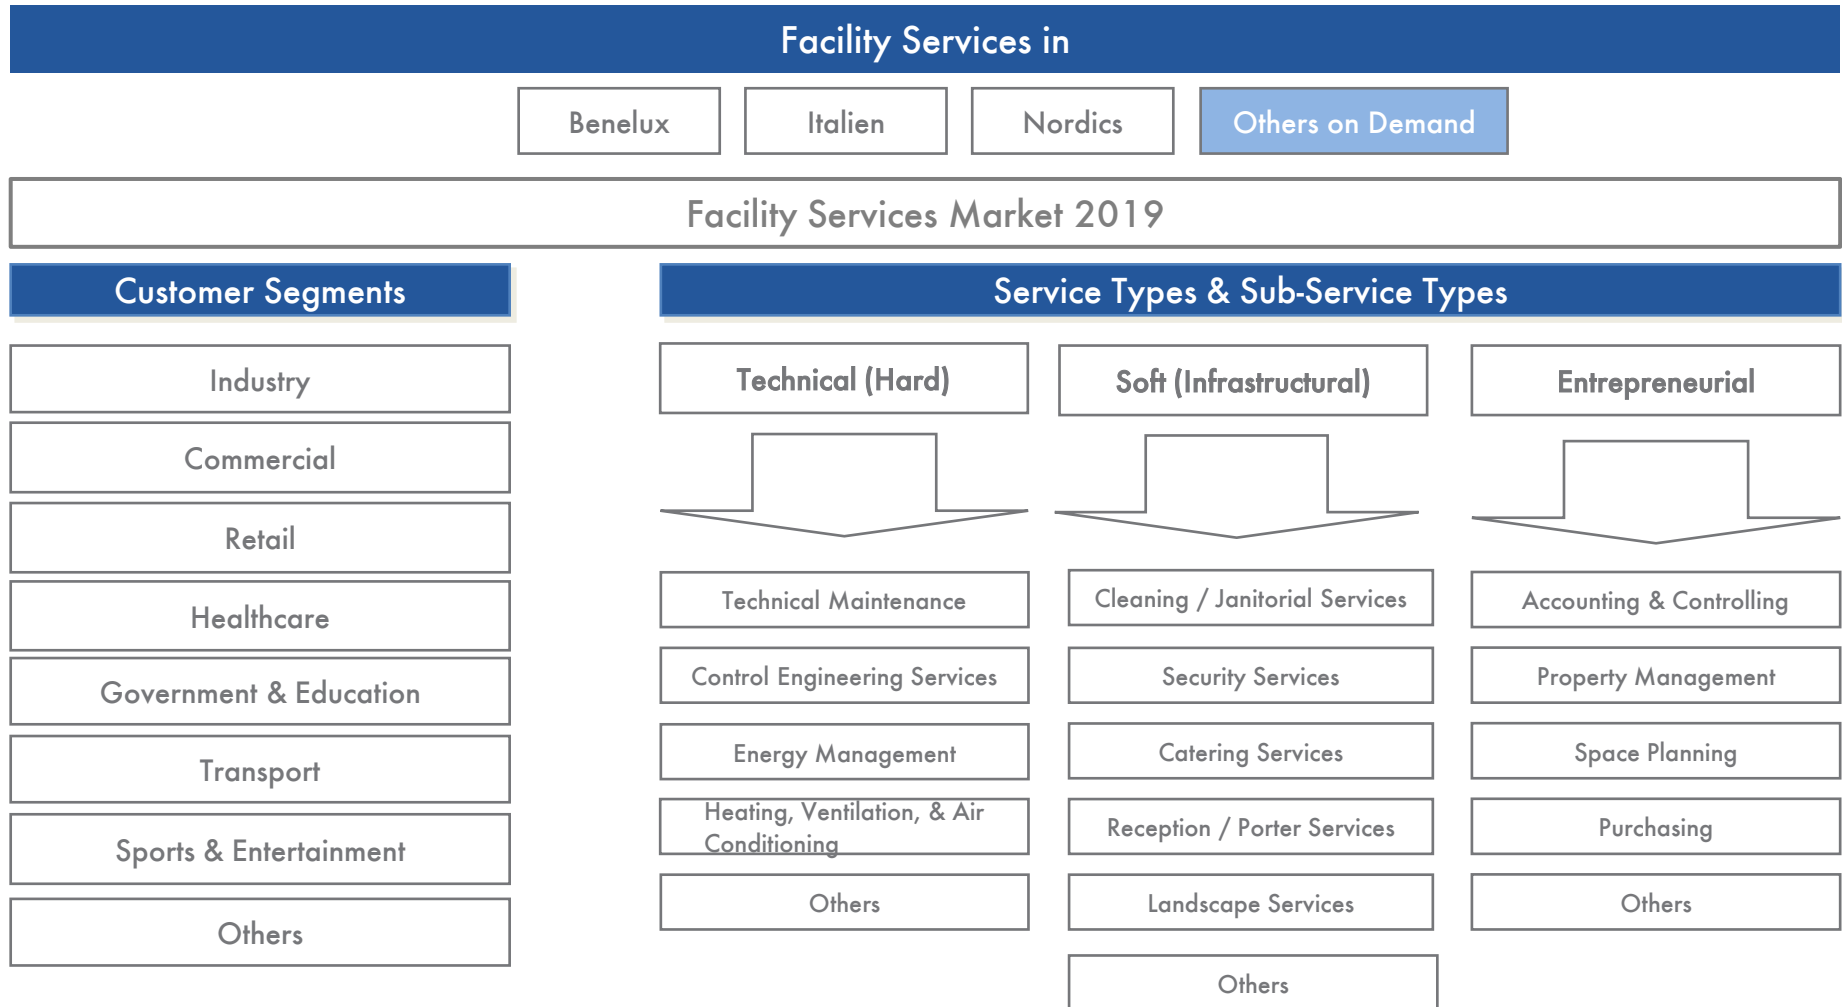 Facility Services in
Benelux
Italien
Nordics
Others on Demand
Facility Services Market 2019
Customer Segments
Industry
Commercial
Retail
Healthcare
Government & Education
Transport
Sports & Entertainment
Others
Service Types & Sub-Service Types
Technical (Hard)
Technical Maintenance
Control Engineering Services
Energy Management
Heating, Ventilation, & Air
Conditioning
Others
Soft (Infrastructural)
Cleaning / Janitorial Services
Security Services
Catering Services
Reception / Porter Services
Landscape Services
Others
Entrepreneurial
Accounting & Controlling
Property Management
Space Planning
Purchasing
Others